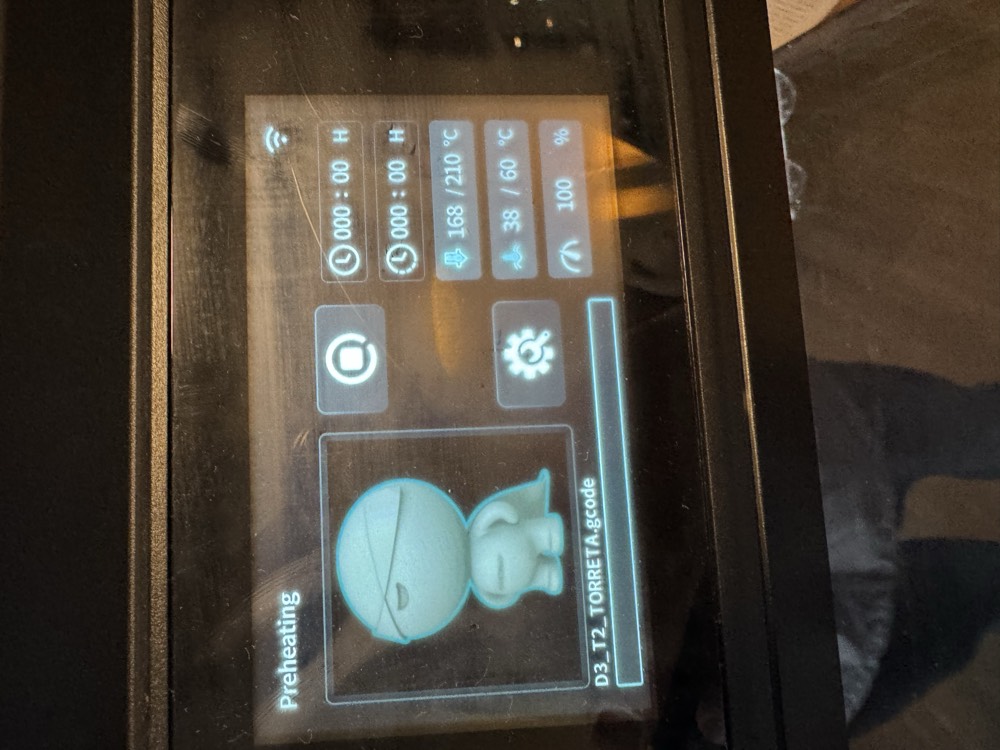 Preheating
000 : 00 H
000 : 00 H
168 /210 °C
38 / 60 °C
100 %
D3_T2_TORRETA.gcode